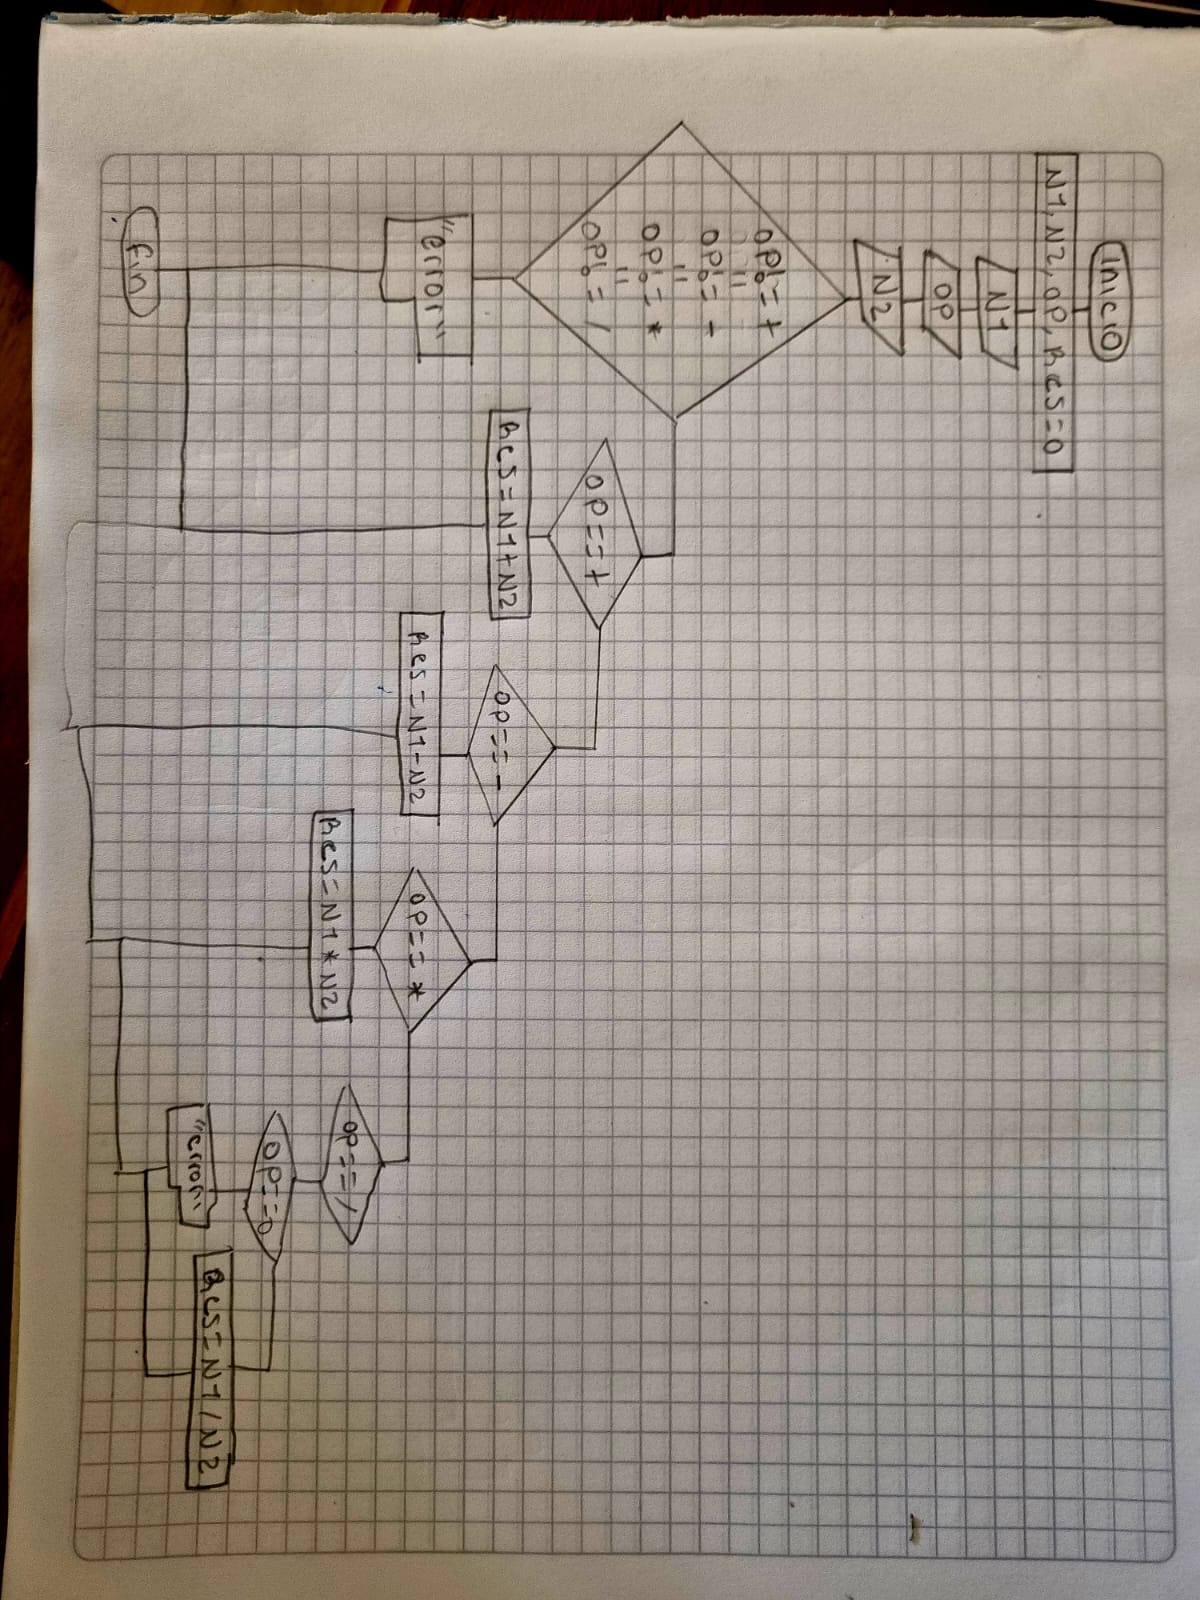 Inicio
N1, N2, OP, Res=0
N1
OP
N2
OP!=+
"
OP!=-
"
OP!=*
"
OP!=/
"error"
fin
OP==+
Res=N1+N2
OP==-
Res=N1-N2
OP==*
Res=N1*N2
OP==/
OP==0
"error"
Res=N1/N2